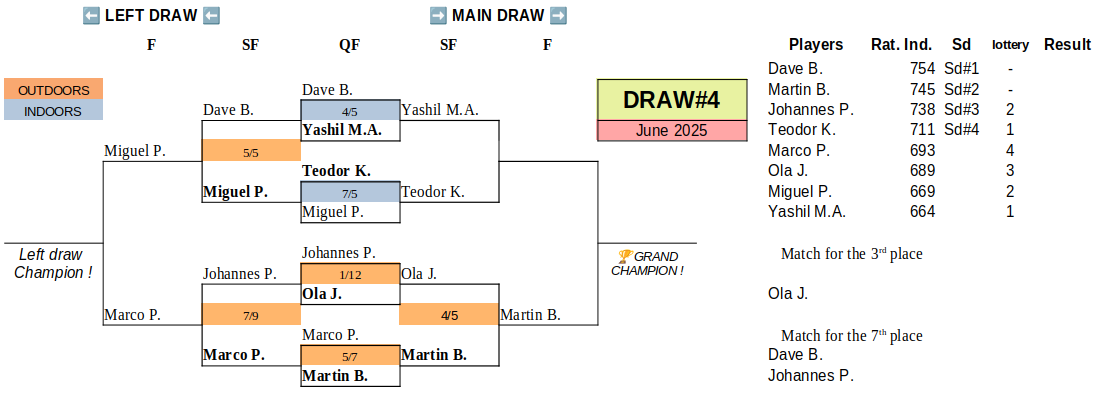 ⬅ LEFT DRAW ⬅ ➡ MAIN DRAW ➡
F SF QF SF F
Players Rat. Ind. Sd lottery Result
Dave B. 754 Sd#1 -
Martin B. 745 Sd#2 -
Johannes P. 738 Sd#3 2
Teodor K. 711 Sd#4 1
Marco P. 693 4
Ola J. 689 3
Miguel P. 669 2
Yashil M.A. 664 1
OUTDOORS
INDOORS
DRAW#4
June 2025
Dave B.
Dave B. 4/5 Yashil M.A.
Yashil M.A.
Miguel P. 5/5
Teodor K.
Miguel P. 7/5 Teodor K.
Miguel P.
Left draw
Champion !
🏆GRAND
CHAMPION !
Johannes P.
Johannes P. 1/12 Ola J.
Ola J.
Marco P. 7/9 4/5 Martin B.
Marco P.
Marco P. 5/7 Martin B.
Martin B.
Match for the 3rd place
Ola J.
Match for the 7th place
Dave B.
Johannes P.